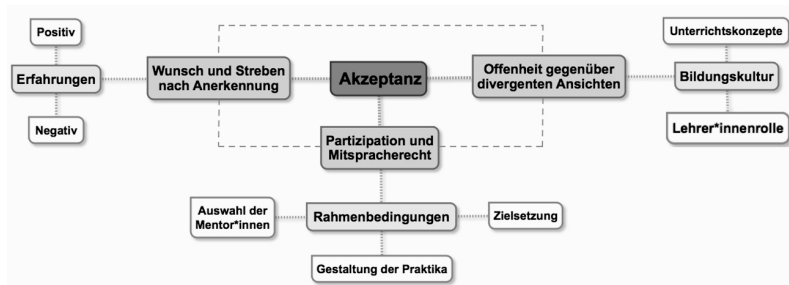 Positiv
Erfahrungen
Negativ
Wunsch und Streben
nach Anerkennung
Akzeptanz
Offenheit gegenüber
divergenten Ansichten
Unterrichtskonzepte
Bildungskultur
Lehrer*innenrolle
Partizipation und
Mitspracherecht
Auswahl der
Mentor*innen
Rahmenbedingungen
Zielsetzung
Gestaltung der Praktika